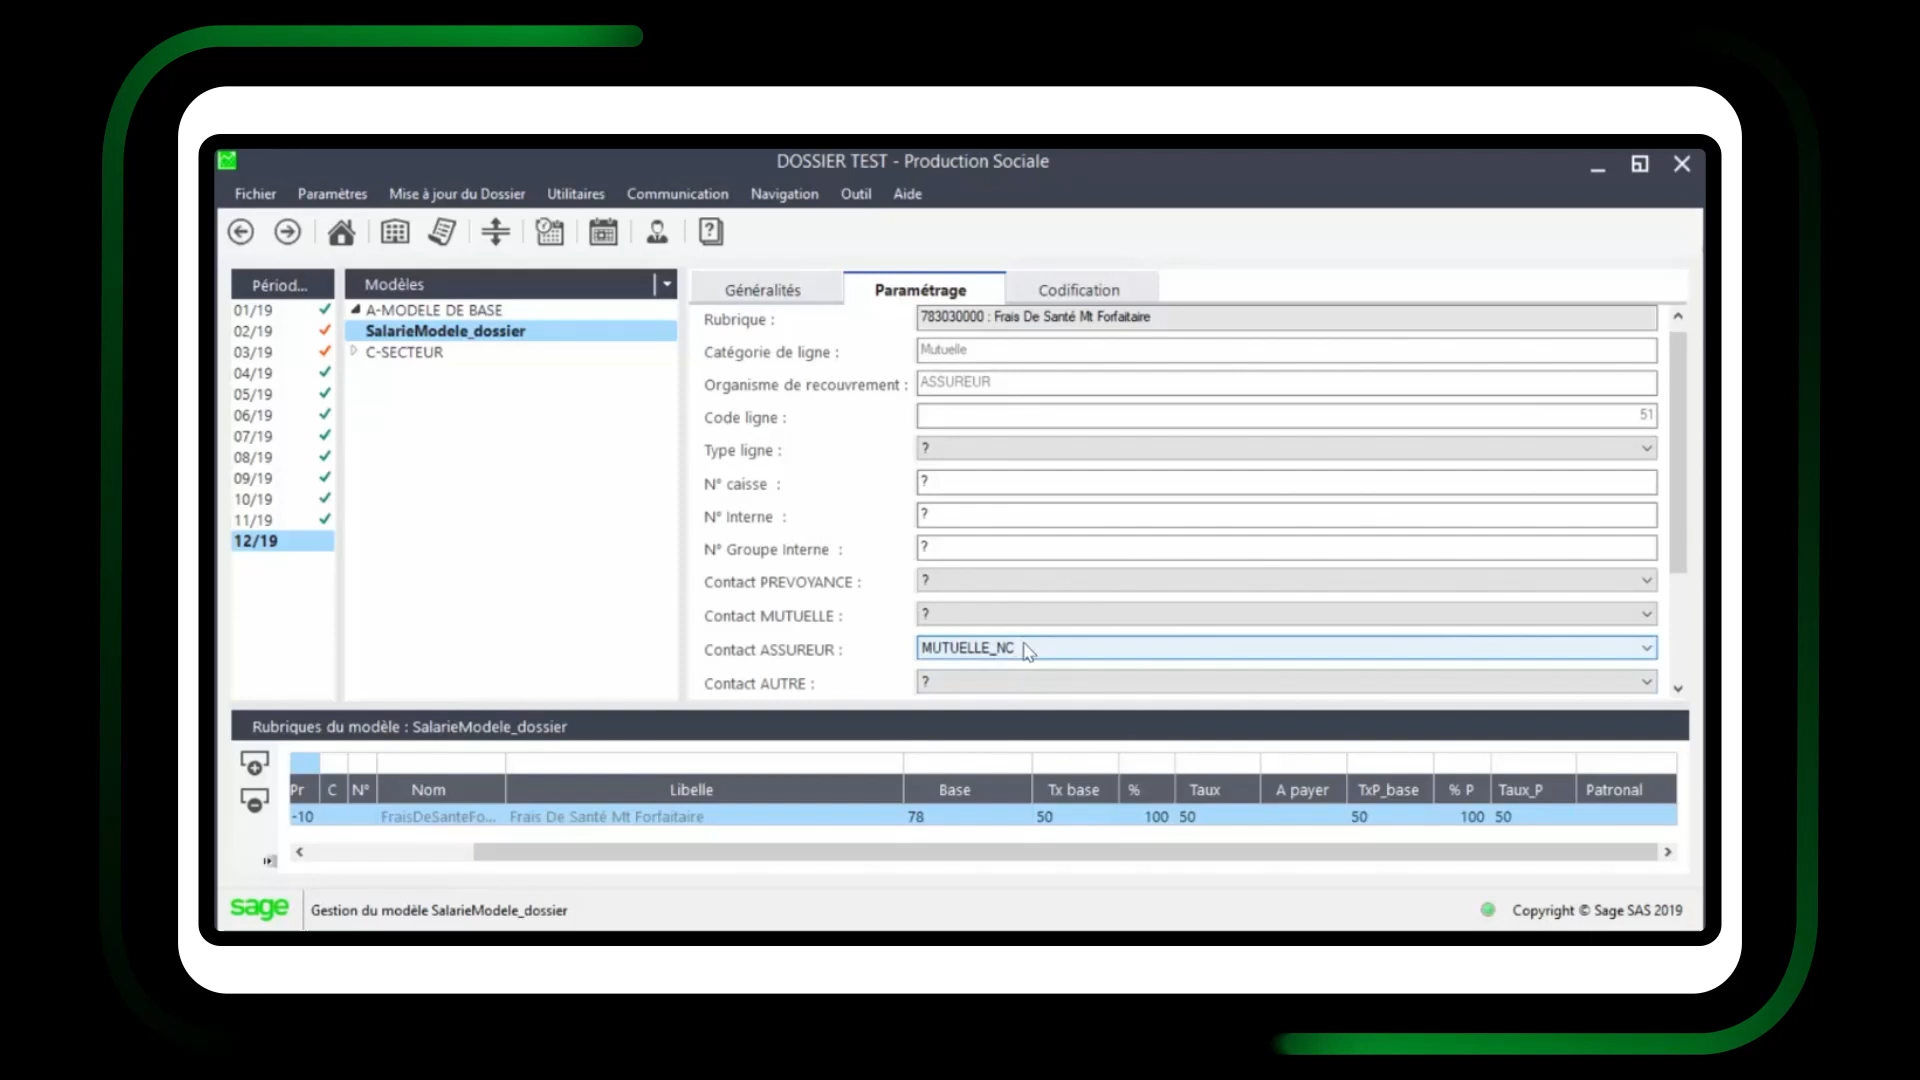 DOSSIER TEST - Production Sociale
Fichier Paramètres Mise à jour du Dossier Utilitaires Communication Navigation Outil Aide
Périod...
01/19
02/19
03/19
04/19
05/19
06/19
07/19
08/19
09/19
10/19
11/19
12/19
Modèles
A-MODELE DE BASE
SalarieModele_dossier
C-SECTEUR
Généralités Paramétrage Codification
Rubrique : 783030000 : Frais De Santé Mt Forfaitaire
Catégorie de ligne : Mutuelle
Organisme de recouvrement : ASSUREUR
Code ligne : 51
Type ligne : ?
N° caisse : ?
N° Interne : ?
N° Groupe Interne : ?
Contact PREVOYANCE : ?
Contact MUTUELLE : ?
Contact ASSUREUR : MUTUELLE_NC
Contact AUTRE : ?
Rubriques du modèle : SalarieModele_dossier
Pr C N° Nom Libelle Base Tx base % Taux A payer TxP_base % P Taux_P Patronal
-10 FraisDeSanteFo... Frais De Santé Mt Forfaitaire 78 50 100 50 50 100 50
sage Gestion du modèle SalarieModele_dossier Copyright © Sage SAS 2019